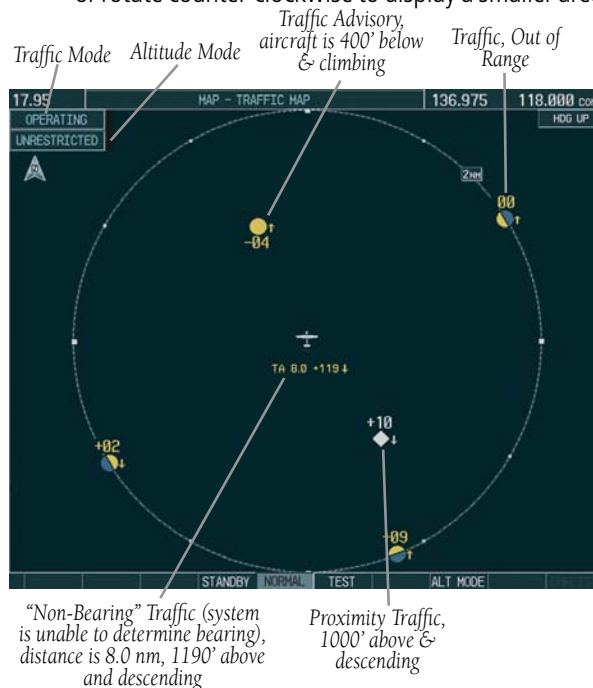 or rotate counter-clockwise to display a smaller area
Traffic Advisory,
aircraft is 400' below
& climbing
Traffic, Out of
Range
Traffic Mode
Altitude Mode
17.95
MAP - TRAFFIC MAP
136.975
118.000 COM
OPERATING
UNRESTRICTED
HDG UP
N
2NM
00
↑
↑
-04
TA 8.0 +119↓
+10
↓
+02
↓
-09
↑
STANDBY
NORMAL
TEST
ALT MODE
"Non-Bearing" Traffic (system
is unable to determine bearing),
distance is 8.0 nm, 1190' above
and descending
Proximity Traffic,
1000' above &
descending